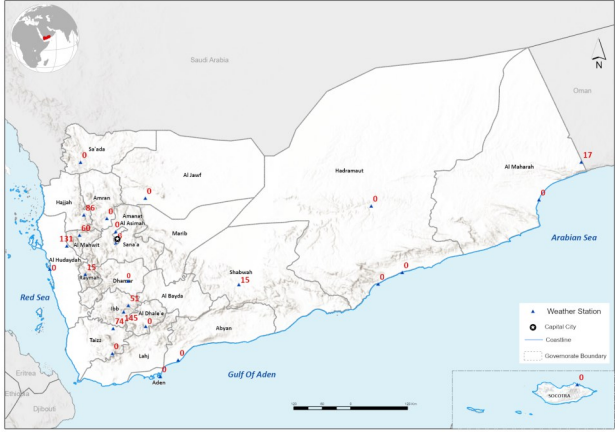 Saudi Arabia
N
Oman
Sa'ada
0
17
Al Jawf
Hadramaut
Al Maharah
0
Hajjah
Amran
0
0
86
0
Amanat
Al Asimah
0
60
Marib
131
Al Mahwit
Sana'a
Arabian Sea
Al Hudaydah
0
15
Raymah
Dhamar
0
Shabwah
15
0
0
Red Sea
Al Bayda
51
Ibb
145
74
Al Dhale'e
0
Abyan
Taizz
0
Lahj
0
Aden
0
Gulf Of Aden
Weather Station
Capital City
Coastline
Governorate Boundary
Eritrea
Ethiopia
Djibouti
0
SOCOTRA